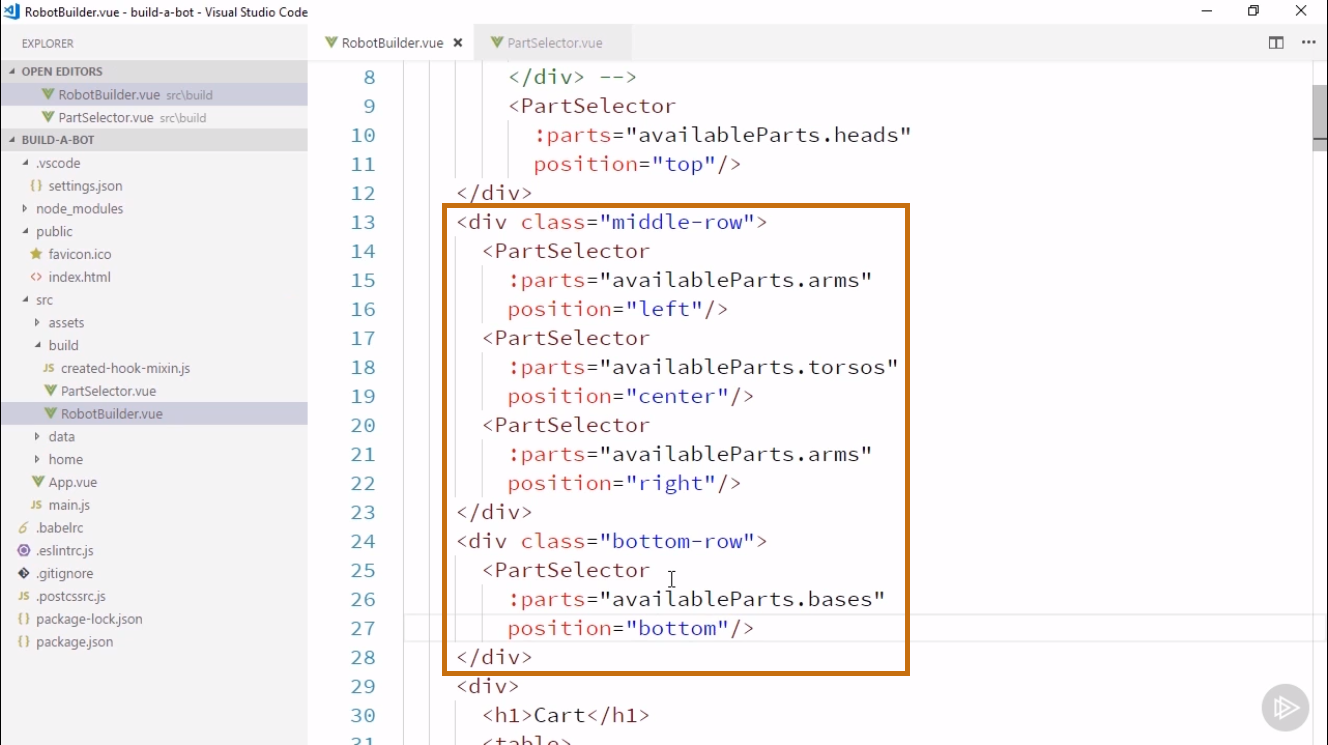 RobotBuilder.vue - build-a-bot - Visual Studio Code
EXPLORER
OPEN EDITORS
RobotBuilder.vue src\build
PartSelector.vue src\build
BUILD-A-BOT
.vscode
{} settings.json
node_modules
public
favicon.ico
<> index.html
src
assets
build
JS created-hook-mixin.js
PartSelector.vue
RobotBuilder.vue
data
home
App.vue
JS main.js
.babelrc
.eslintrc.js
.gitignore
JS .postcssrc.js
{} package-lock.json
{} package.json
RobotBuilder.vue
PartSelector.vue
8 </div> -->
9 <PartSelector
10 :parts="availableParts.heads"
11 position="top"/>
12 </div>
13 <div class="middle-row">
14 <PartSelector
15 :parts="availableParts.arms"
16 position="left"/>
17 <PartSelector
18 :parts="availableParts.torsos"
19 position="center"/>
20 <PartSelector
21 :parts="availableParts.arms"
22 position="right"/>
23 </div>
24 <div class="bottom-row">
25 <PartSelector
26 :parts="availableParts.bases"
27 position="bottom"/>
28 </div>
29 <div>
30 <h1>Cart</h1>
31 <table>